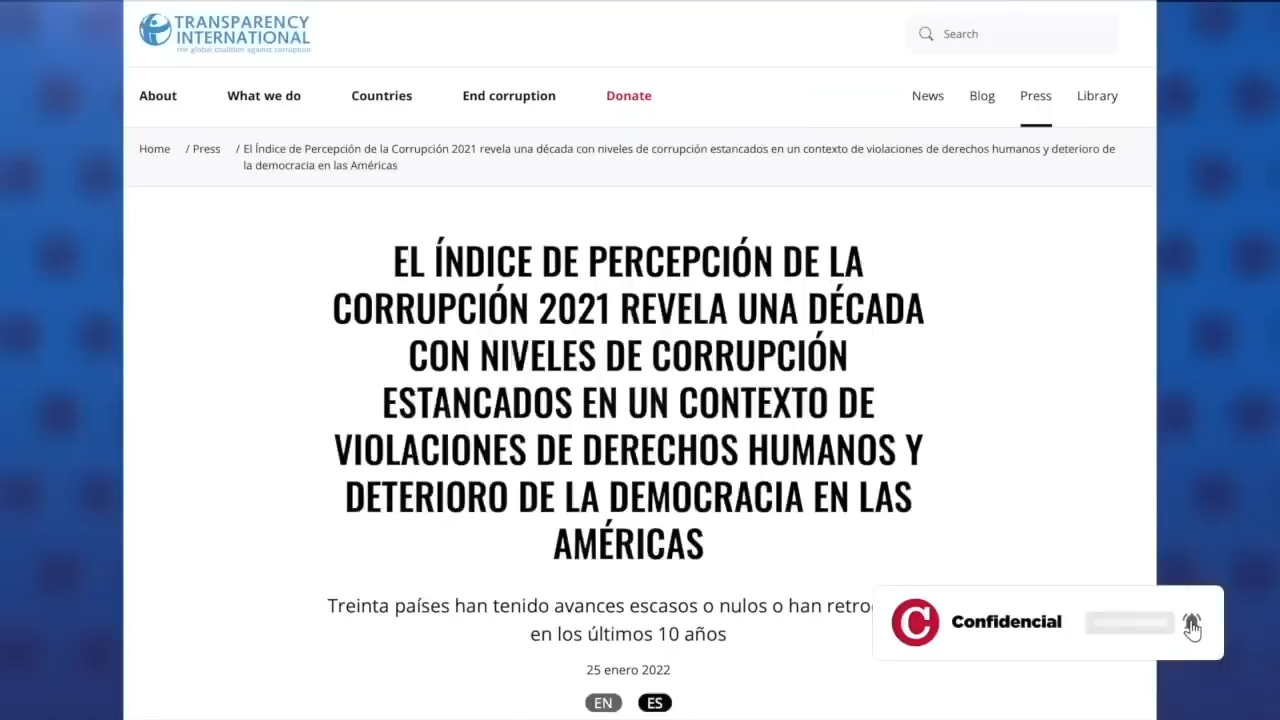 TRANSPARENCY
INTERNATIONAL
the global coalition against corruption
Search
About
What we do
Countries
End corruption
Donate
News
Blog
Press
Library
Home / Press / El Índice de Percepción de la Corrupción 2021 revela una década con niveles de corrupción estancados en un contexto de violaciones de derechos humanos y deterioro de
la democracia en las Américas
EL ÍNDICE DE PERCEPCIÓN DE LA
CORRUPCIÓN 2021 REVELA UNA DÉCADA
CON NIVELES DE CORRUPCIÓN
ESTANCADOS EN UN CONTEXTO DE
VIOLACIONES DE DERECHOS HUMANOS Y
DETERIORO DE LA DEMOCRACIA EN LAS
AMÉRICAS
Treinta países han tenido avances escasos o nulos o han
en los últimos 10 años
25 enero 2022
EN
ES
C Confidencial